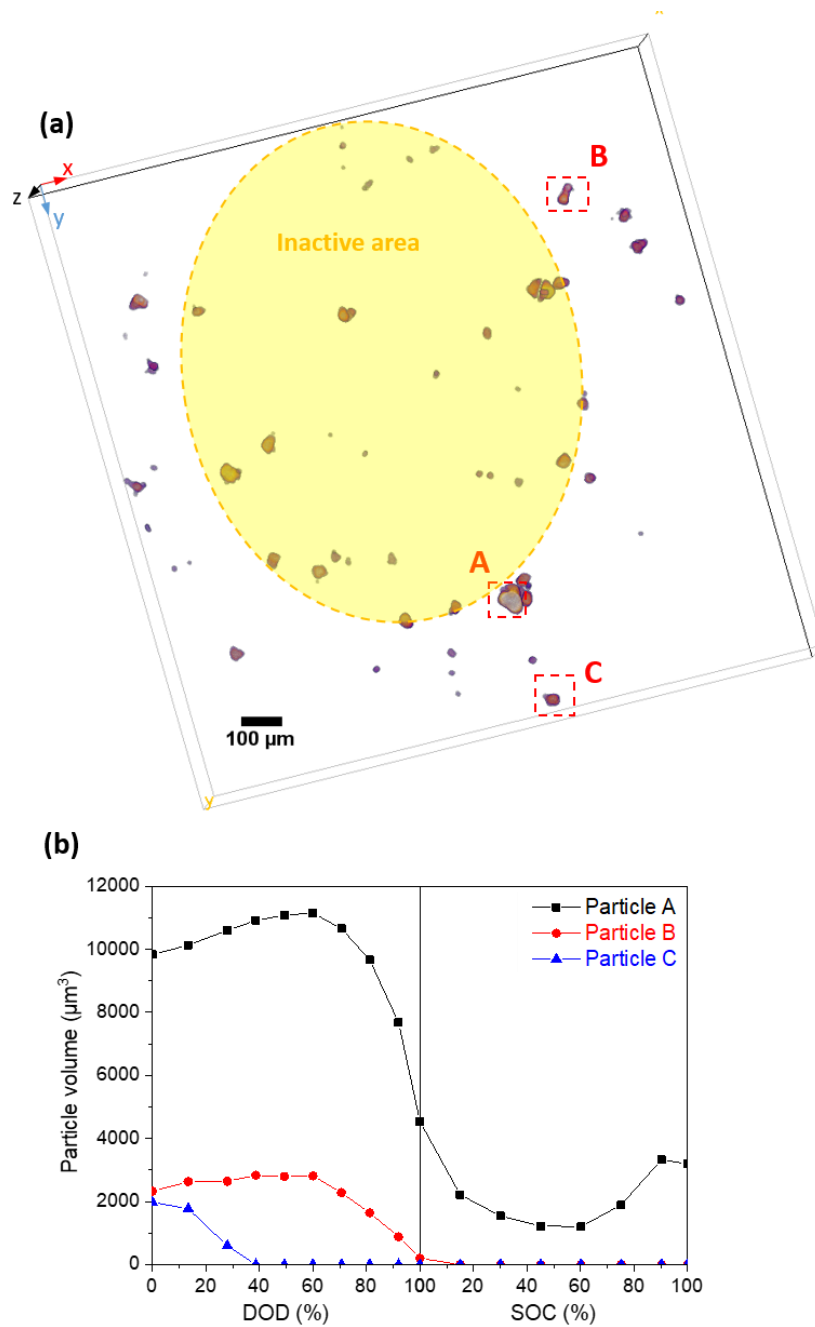 x
(a)
B
x
z
y
Inactive area
A
C
100 µm
y
(b)
12000
10000
8000
6000
4000
2000
0
Particle volume (µm³)
Particle A
Particle B
Particle C
0 20 40 60 80 100 20 40 60 80 100
DOD (%) SOC (%)